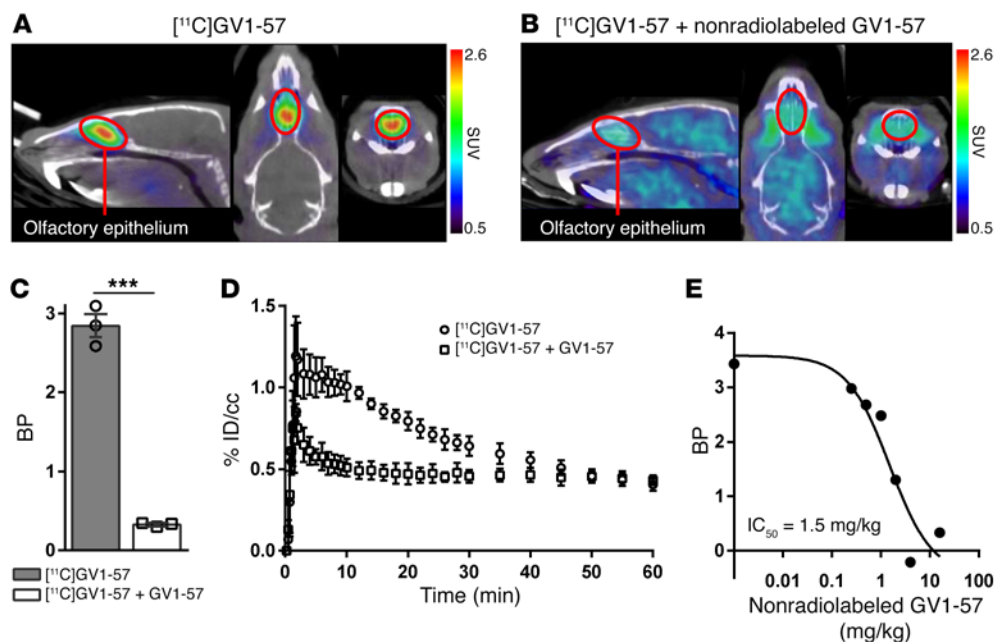 A
[¹¹C]GV1-57
2.6
SUV
0.5
Olfactory epithelium
B
[¹¹C]GV1-57 + nonradiolabeled GV1-57
2.6
SUV
0.5
Olfactory epithelium
C
***
3
2
1
0
BP
[¹¹C]GV1-57
[¹¹C]GV1-57 + GV1-57
D
1.5
1.0
0.5
0.0
% ID/cc
[¹¹C]GV1-57
[¹¹C]GV1-57 + GV1-57
0 10 20 30 40 50 60
Time (min)
E
4
3
2
1
0
BP
IC₅₀ = 1.5 mg/kg
0.01 0.1 1 10 100
Nonradiolabeled GV1-57
(mg/kg)